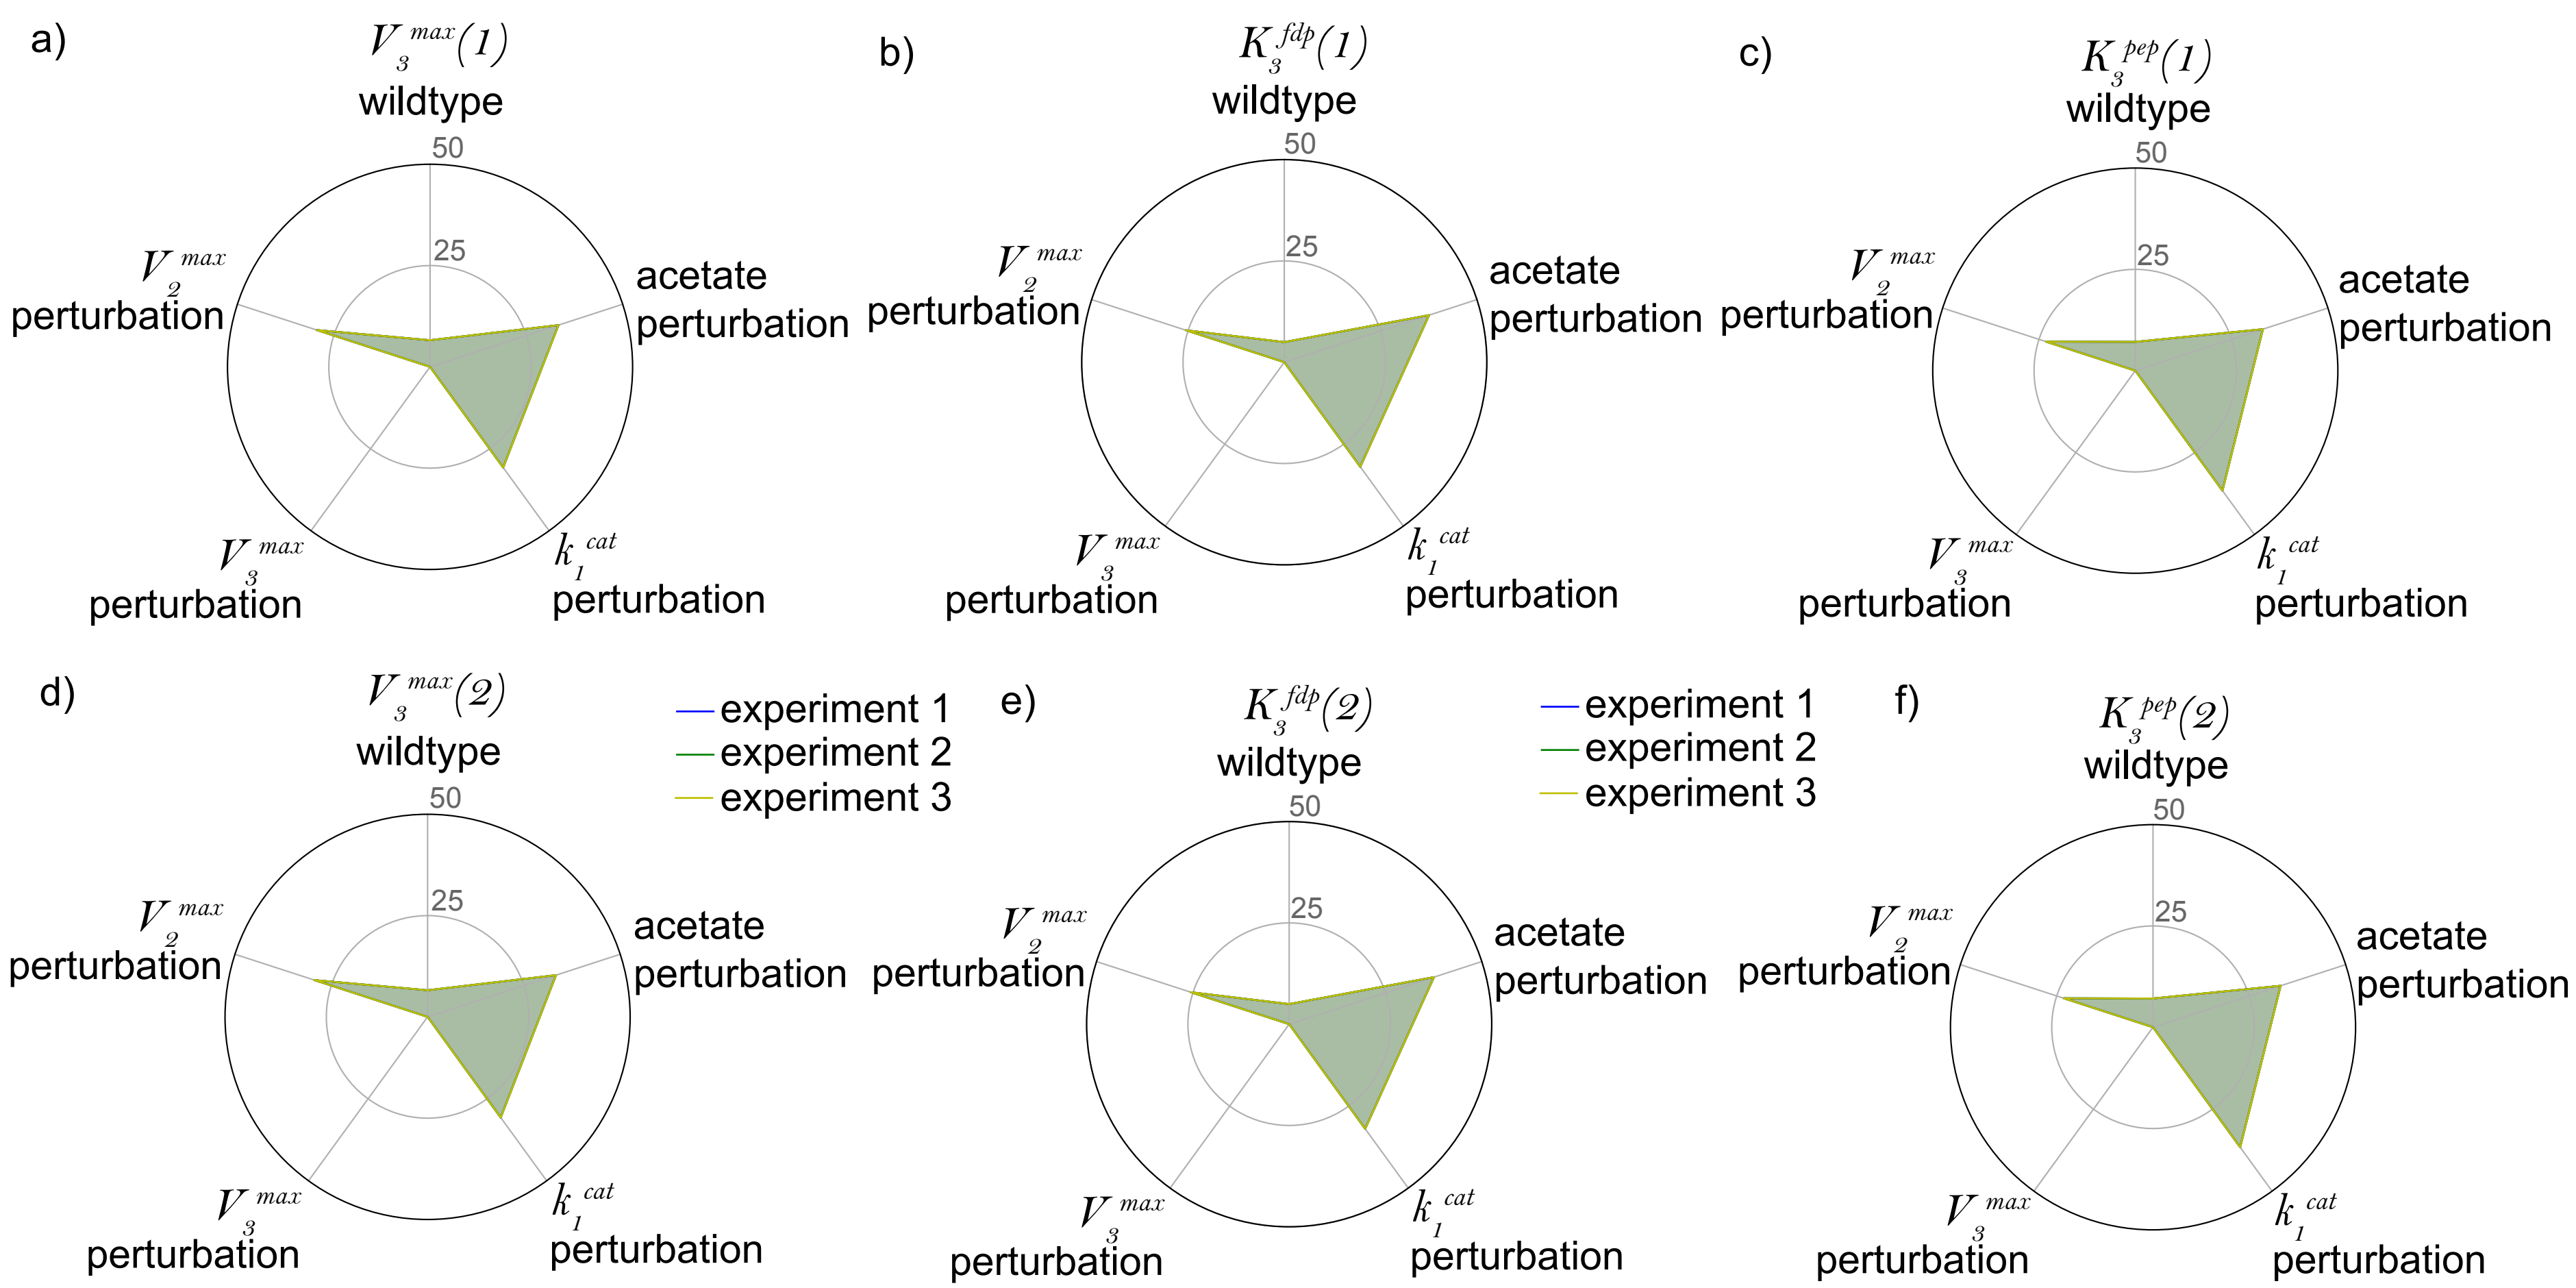 a)
V₃ᵐᵃˣ(1)
wildtype
50
25
V₂ᵐᵃˣ
perturbation
acetate
perturbation
V₃ᵐᵃˣ
perturbation
k₁ᶜᵃᵗ
perturbation
b)
K₃ᶠᵈᵖ(1)
wildtype
50
25
V₂ᵐᵃˣ
perturbation
acetate
perturbation
V₃ᵐᵃˣ
perturbation
k₁ᶜᵃᵗ
perturbation
c)
K₃ᵖᵉᵖ(1)
wildtype
50
25
V₂ᵐᵃˣ
perturbation
acetate
perturbation
V₃ᵐᵃˣ
perturbation
k₁ᶜᵃᵗ
perturbation
d)
V₃ᵐᵃˣ(2)
wildtype
50
25
V₂ᵐᵃˣ
perturbation
acetate
perturbation
V₃ᵐᵃˣ
perturbation
k₁ᶜᵃᵗ
perturbation
experiment 1
experiment 2
experiment 3
e)
K₃ᶠᵈᵖ(2)
wildtype
50
25
V₂ᵐᵃˣ
perturbation
acetate
perturbation
V₃ᵐᵃˣ
perturbation
k₁ᶜᵃᵗ
perturbation
experiment 1
experiment 2
experiment 3
f)
K₃ᵖᵉᵖ(2)
wildtype
50
25
V₂ᵐᵃˣ
perturbation
acetate
perturbation
V₃ᵐᵃˣ
perturbation
k₁ᶜᵃᵗ
perturbation